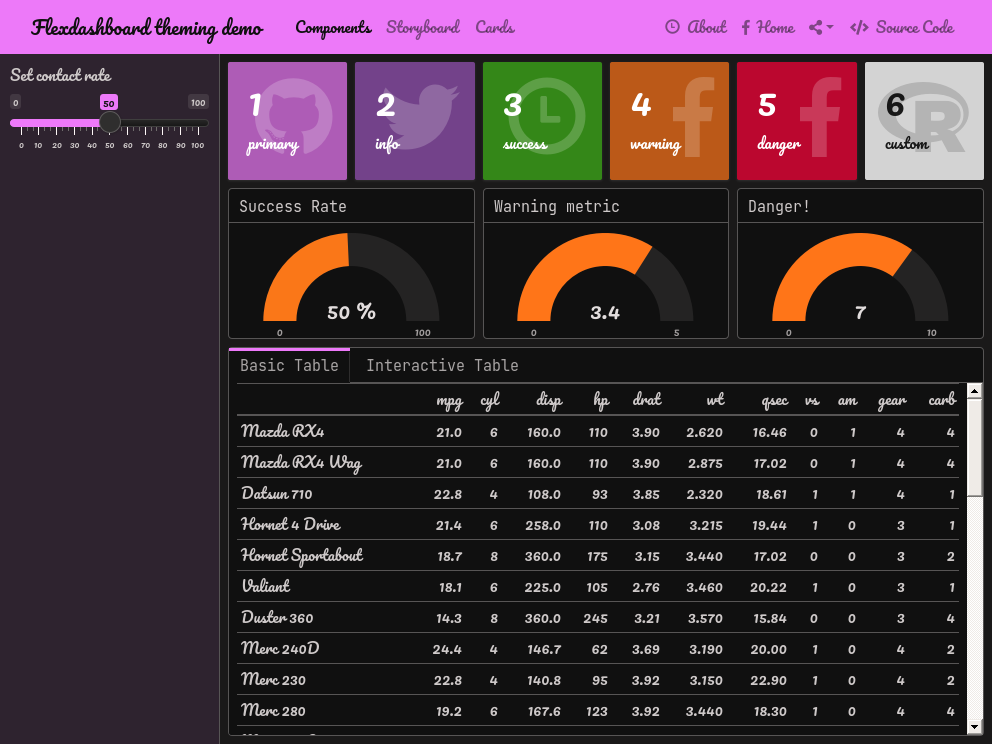 Flexdashboard theming demo Components Storyboard Cards About Home Source Code
Set contact rate
0 50 100
0 10 20 30 40 50 60 70 80 90 100
1 2 3 4 5 6
primary info success warning danger custom
Success Rate Warning metric Danger!
50 % 3.4 7
0 100 0 5 0 10
Basic Table Interactive Table
mpg cyl disp hp drat wt qsec vs am gear carb
Mazda RX4 21.0 6 160.0 110 3.90 2.620 16.46 0 1 4 4
Mazda RX4 Wag 21.0 6 160.0 110 3.90 2.875 17.02 0 1 4 4
Datsun 710 22.8 4 108.0 93 3.85 2.320 18.61 1 1 4 1
Hornet 4 Drive 21.4 6 258.0 110 3.08 3.215 19.44 1 0 3 1
Hornet Sportabout 18.7 8 360.0 175 3.15 3.440 17.02 0 0 3 2
Valiant 18.1 6 225.0 105 2.76 3.460 20.22 1 0 3 1
Duster 360 14.3 8 360.0 245 3.21 3.570 15.84 0 0 3 4
Merc 240D 24.4 4 146.7 62 3.69 3.190 20.00 1 0 4 2
Merc 230 22.8 4 140.8 95 3.92 3.150 22.90 1 0 4 2
Merc 280 19.2 6 167.6 123 3.92 3.440 18.30 1 0 4 4